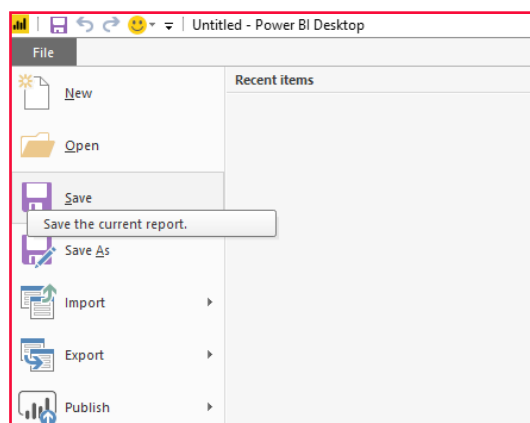 Untitled - Power BI Desktop
File
Recent items
New
Open
Save
Save the current report.
Save As
Import
Export
Publish